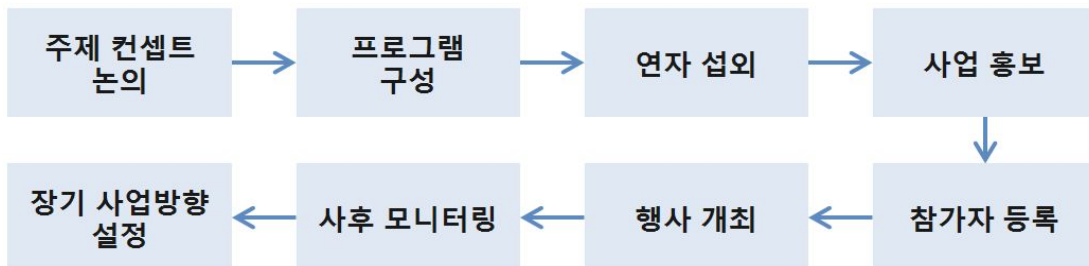 주제 컨셉트
논의
프로그램
구성
연자 섭외
사업 홍보
참가자 등록
행사 개최
사후 모니터링
장기 사업방향
설정